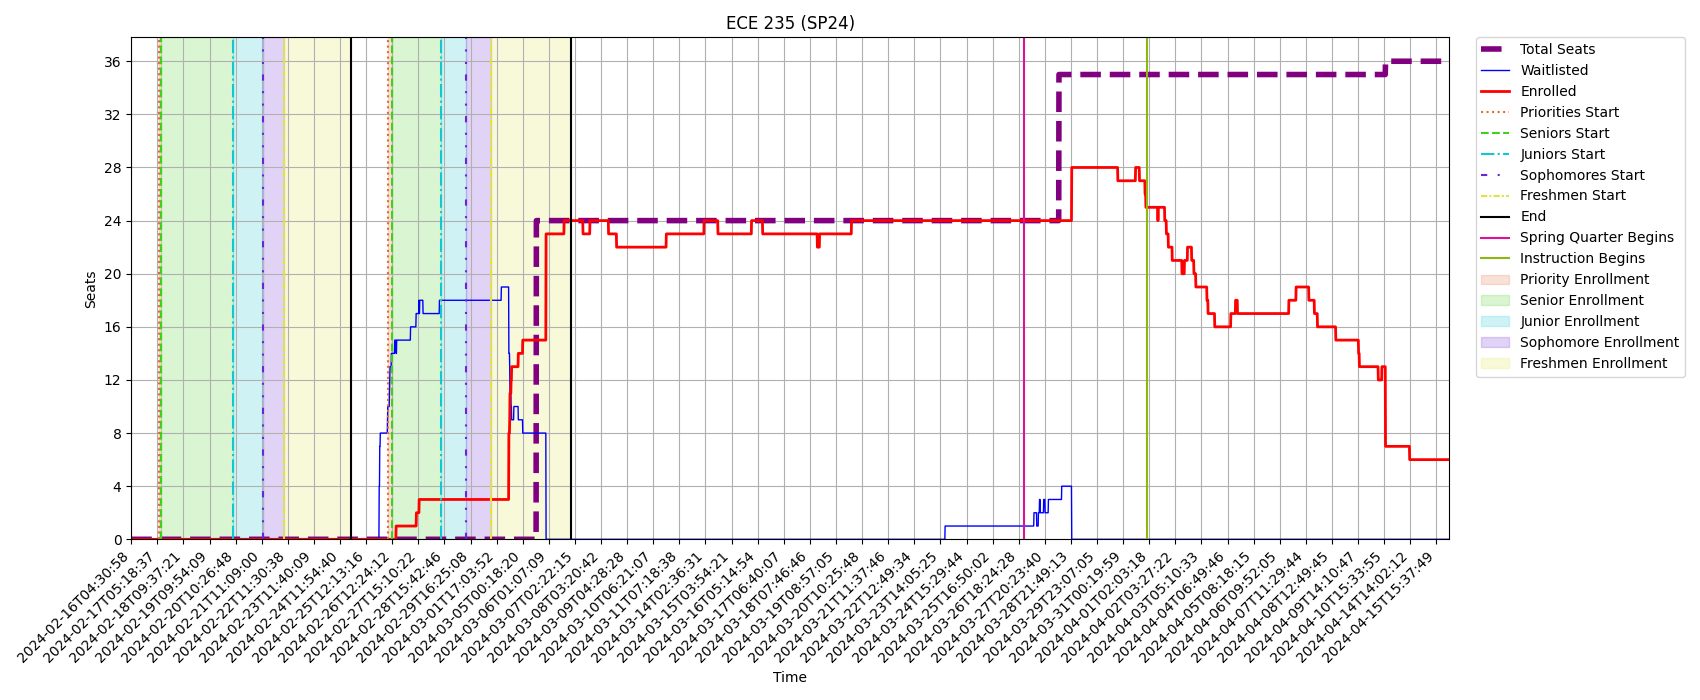 ECE 235 (SP24)
Seats
36
32
28
24
20
16
12
8
4
0
2024-02-16T04:30:58
2024-02-17T05:18:37
2024-02-18T09:37:21
2024-02-19T09:54:09
2024-02-20T10:26:48
2024-02-21T11:09:00
2024-02-22T11:30:38
2024-02-23T11:40:09
2024-02-24T11:54:40
2024-02-25T12:13:16
2024-02-26T12:24:12
2024-02-27T15:10:22
2024-02-28T15:42:46
2024-02-29T16:25:08
2024-03-01T17:03:52
2024-03-05T00:18:20
2024-03-06T01:07:09
2024-03-07T02:22:15
2024-03-08T03:20:42
2024-03-09T04:28:28
2024-03-10T06:21:07
2024-03-11T07:18:38
2024-03-14T02:36:31
2024-03-15T03:54:21
2024-03-16T05:14:54
2024-03-17T06:40:07
2024-03-18T07:46:46
2024-03-19T08:57:05
2024-03-20T10:25:48
2024-03-21T11:37:46
2024-03-22T12:49:34
2024-03-23T14:05:25
2024-03-24T15:29:44
2024-03-25T16:50:02
2024-03-26T18:24:28
2024-03-27T20:23:40
2024-03-28T21:49:13
2024-03-29T23:07:05
2024-03-31T00:19:59
2024-04-01T02:03:18
2024-04-02T03:27:22
2024-04-03T05:10:33
2024-04-04T06:49:46
2024-04-05T08:18:15
2024-04-06T09:52:05
2024-04-07T11:29:44
2024-04-08T12:49:45
2024-04-09T14:10:47
2024-04-10T15:33:55
2024-04-14T14:02:12
2024-04-15T15:37:49
Time
Total Seats
Waitlisted
Enrolled
Priorities Start
Seniors Start
Juniors Start
Sophomores Start
Freshmen Start
End
Spring Quarter Begins
Instruction Begins
Priority Enrollment
Senior Enrollment
Junior Enrollment
Sophomore Enrollment
Freshmen Enrollment